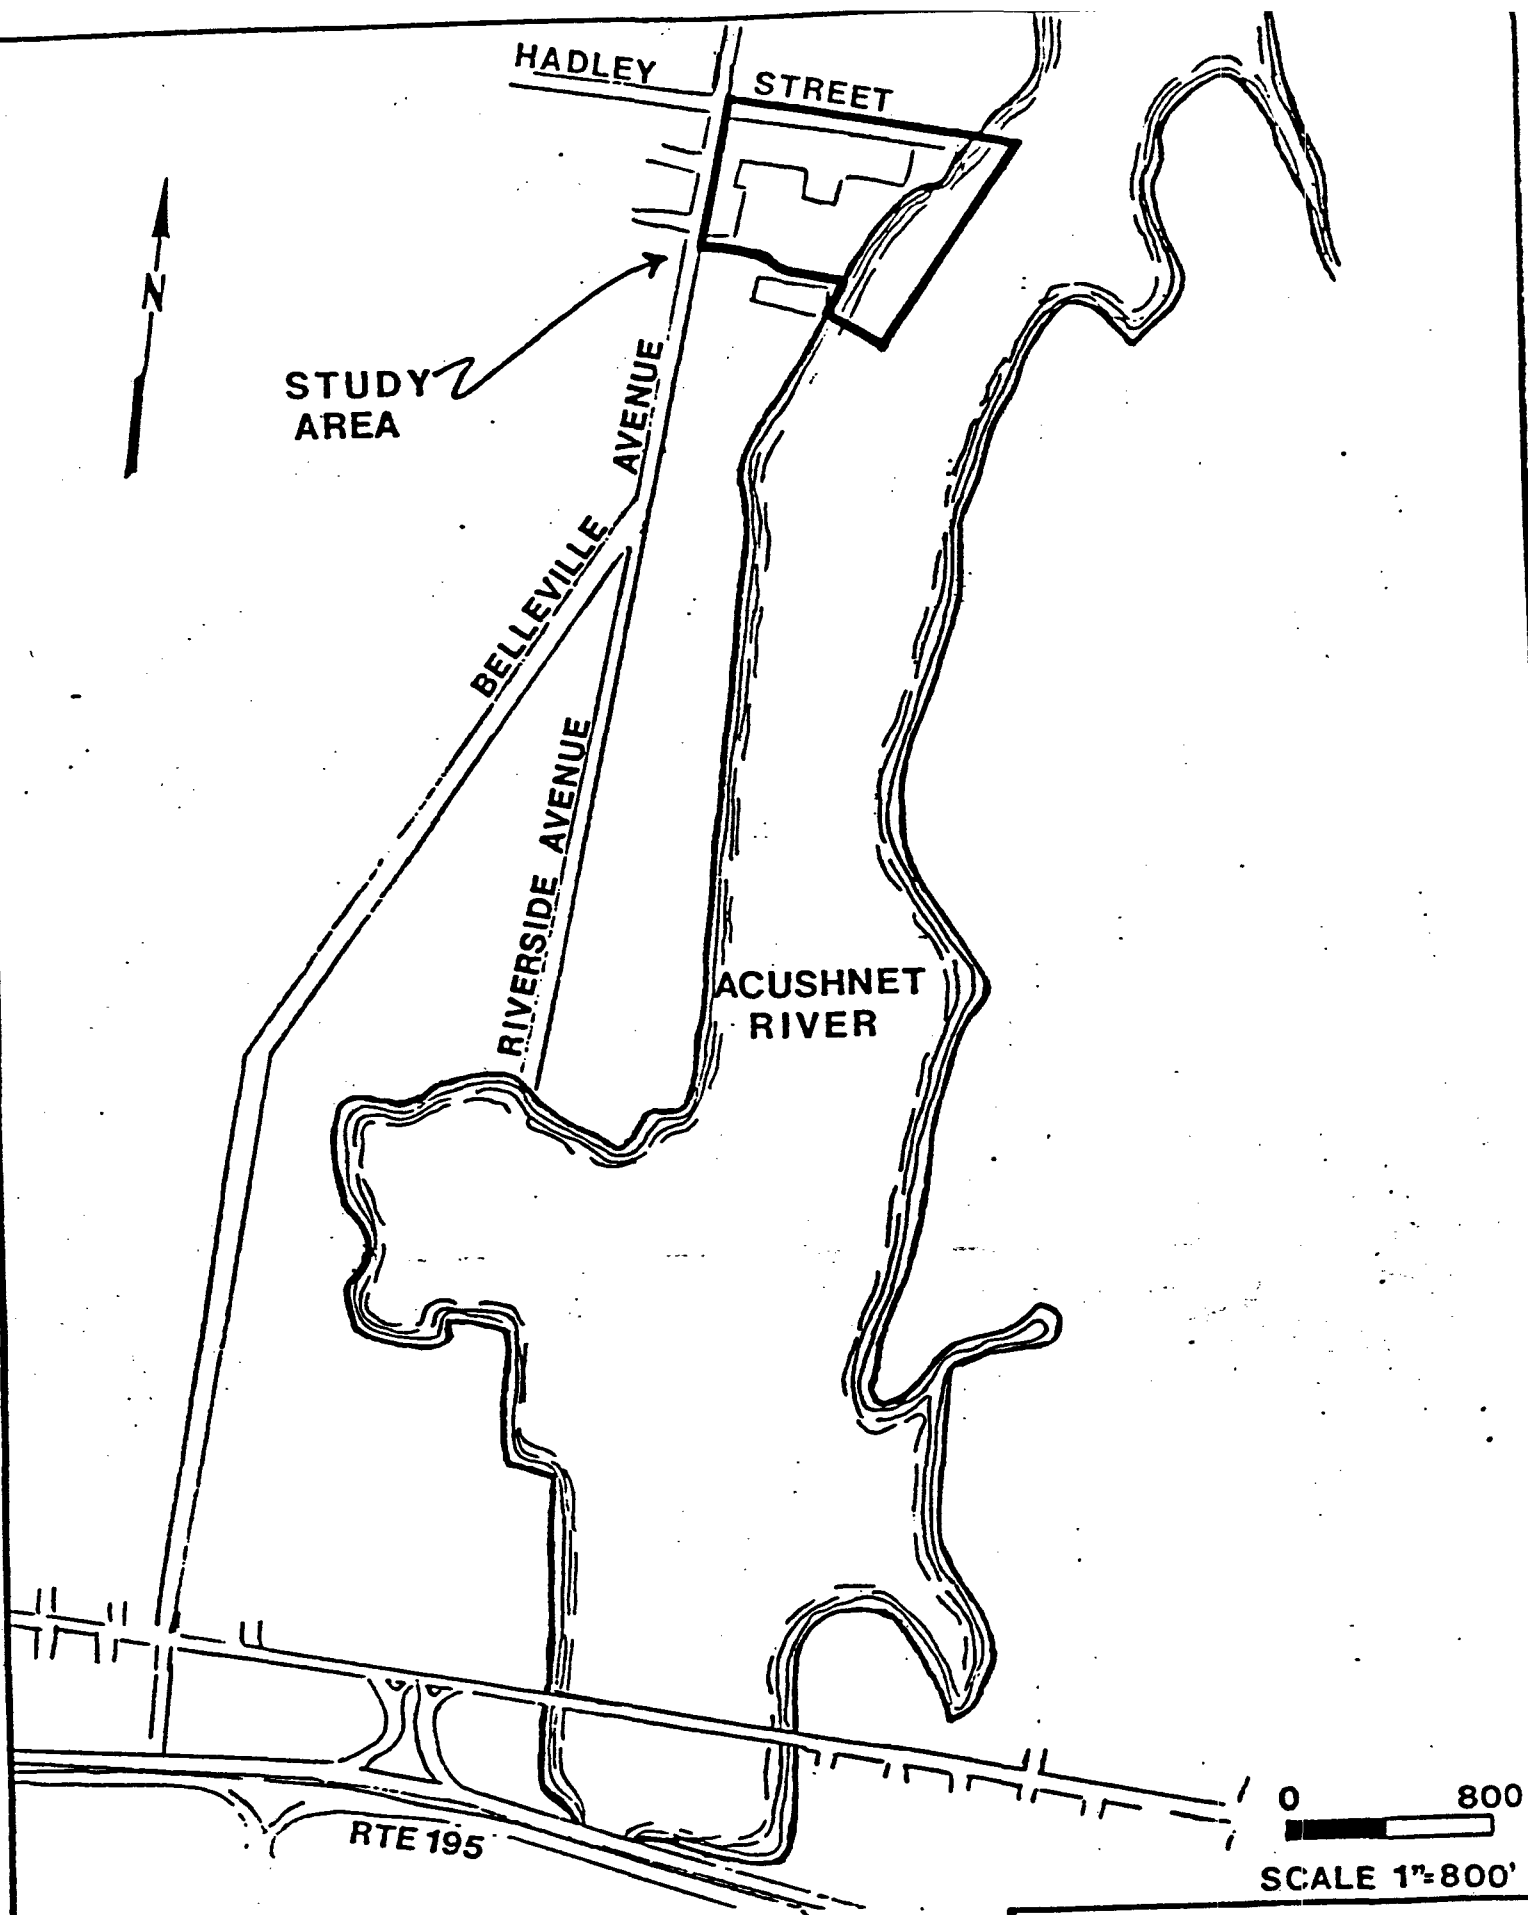 HADLEY STREET
N
STUDY
AREA
BELLEVILLE AVENUE
RIVERSIDE AVENUE
ACUSHNET
RIVER
RTE 195
0 800
SCALE 1"=800'